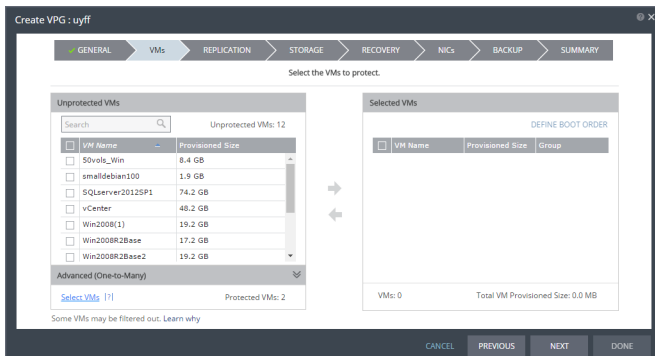 Create VPG : uyff
GENERAL VMs REPLICATION STORAGE RECOVERY NICs BACKUP SUMMARY
Select the VMs to protect.
Unprotected VMs
Search
Unprotected VMs: 12
VM Name Provisioned Size
50vols_Win 8.4 GB
smalldebian100 1.9 GB
SQLserver2012SP1 74.2 GB
vCenter 48.2 GB
Win2008(1) 19.2 GB
Win2008R2Base 17.2 GB
Win2008R2Base2 19.2 GB
Advanced (One-to-Many)
Select VMs [?] Protected VMs: 2
Some VMs may be filtered out. Learn why
Selected VMs
DEFINE BOOT ORDER
VM Name Provisioned Size Group
VMs: 0 Total VM Provisioned Size: 0.0 MB
CANCEL PREVIOUS NEXT DONE